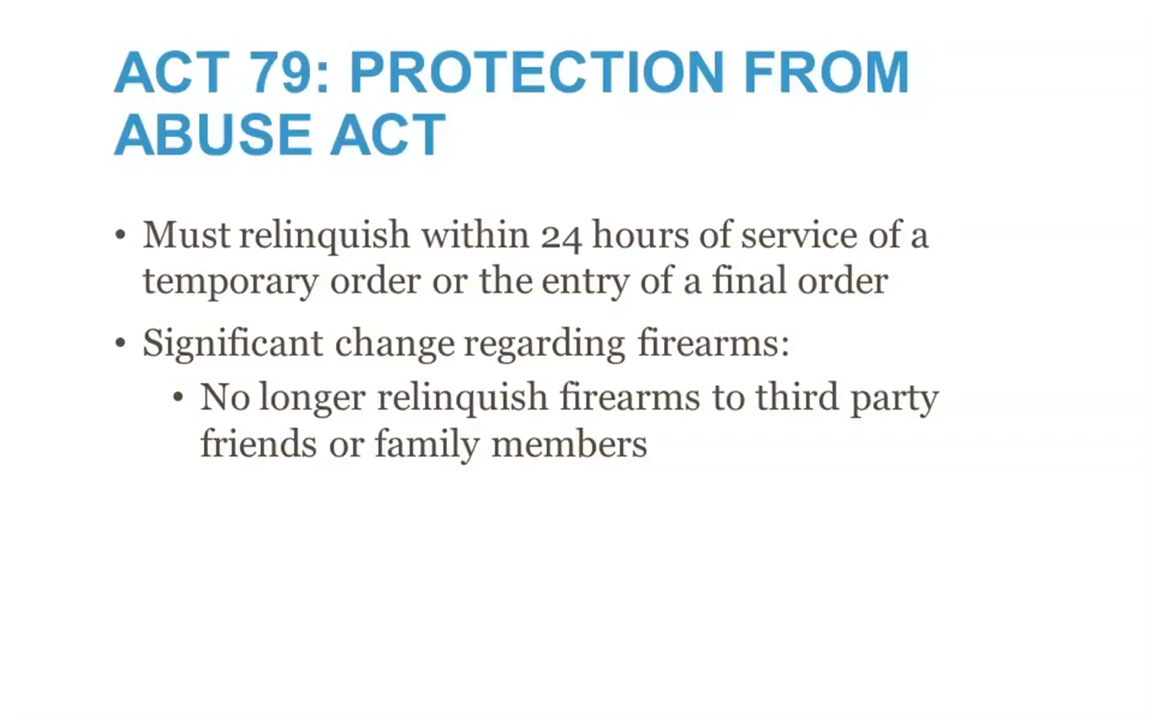 ACT 79: PROTECTION FROM
ABUSE ACT
• Must relinquish within 24 hours of service of a
temporary order or the entry of a final order
• Significant change regarding firearms:
• No longer relinquish firearms to third party
friends or family members